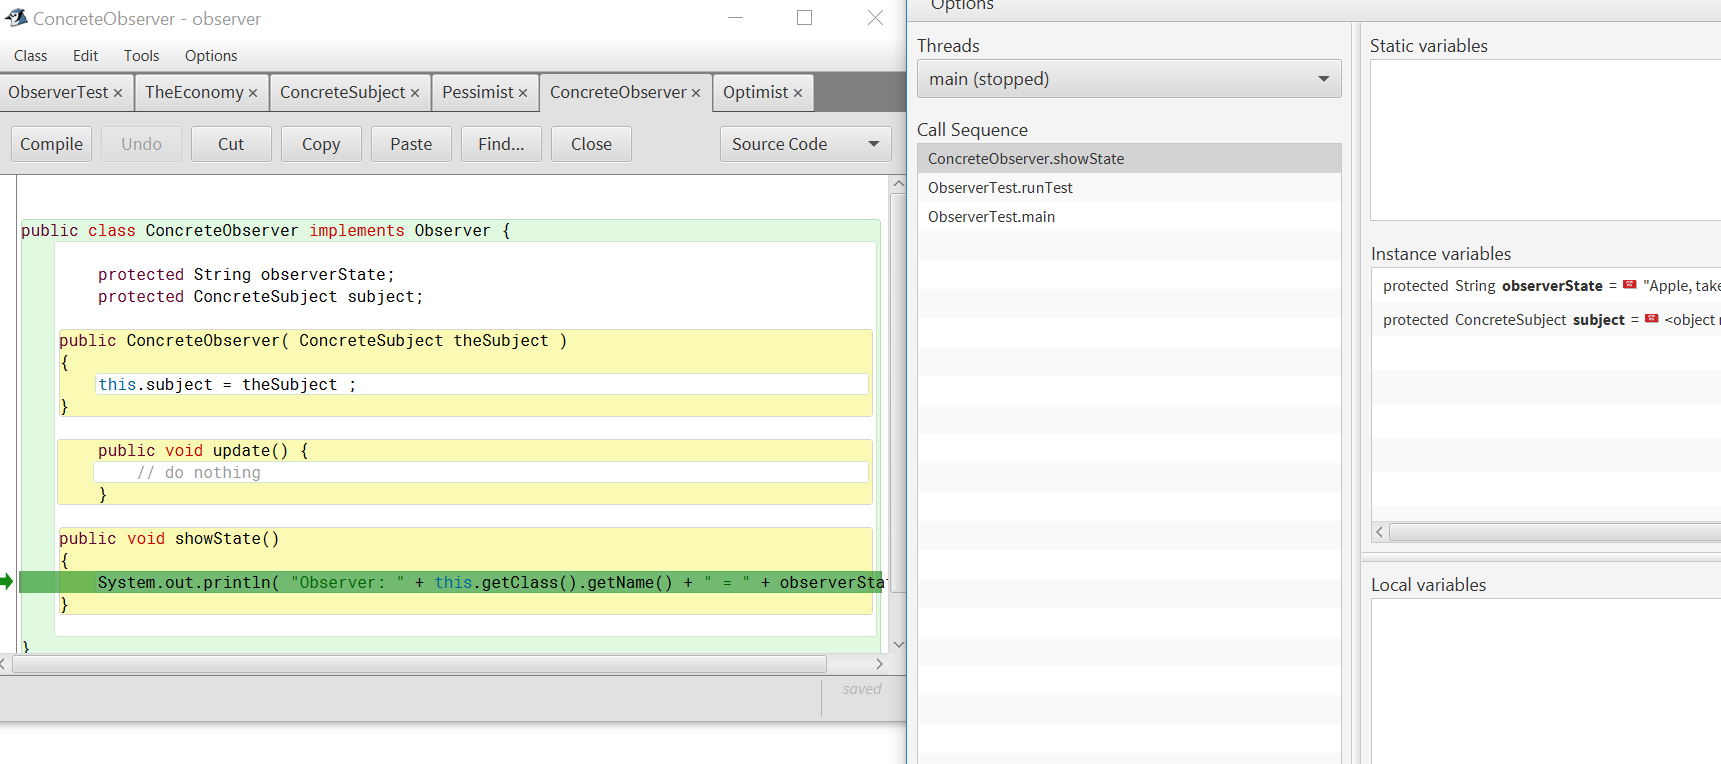 ConcreteObserver - observer
Class Edit Tools Options
ObserverTest × TheEconomy × ConcreteSubject × Pessimist × ConcreteObserver × Optimist ×
Compile Undo Cut Copy Paste Find... Close Source Code
public class ConcreteObserver implements Observer {
protected String observerState;
protected ConcreteSubject subject;
public ConcreteObserver( ConcreteSubject theSubject )
{
this.subject = theSubject ;
}
public void update() {
// do nothing
}
public void showState()
{
System.out.println( "Observer: " + this.getClass().getName() + " = " + observerSta
}
}
saved
Options
Threads
main (stopped)
Call Sequence
ConcreteObserver.showState
ObserverTest.runTest
ObserverTest.main
Static variables
Instance variables
protected String observerState = "Apple, take
protected ConcreteSubject subject = <object r
Local variables